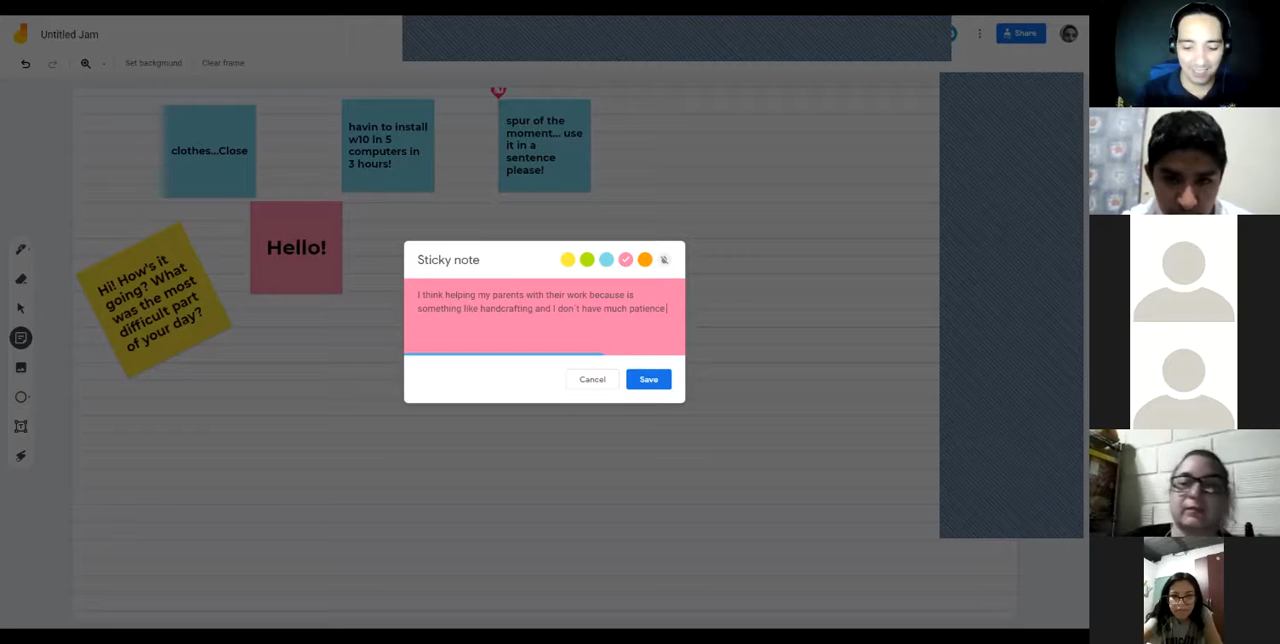 Untitled Jam
Share
Set background
Clear frame
clothes...Close
havin to install
w10 in 5
computers in
3 hours!
spur of the
moment... use
it in a
sentence
please!
Hello!
Hi! How's it
going? What
was the most
difficult part
of your day?
Sticky note
I think helping my parents with their work because is
something like handcrafting and I don´t have much patience
Cancel
Save